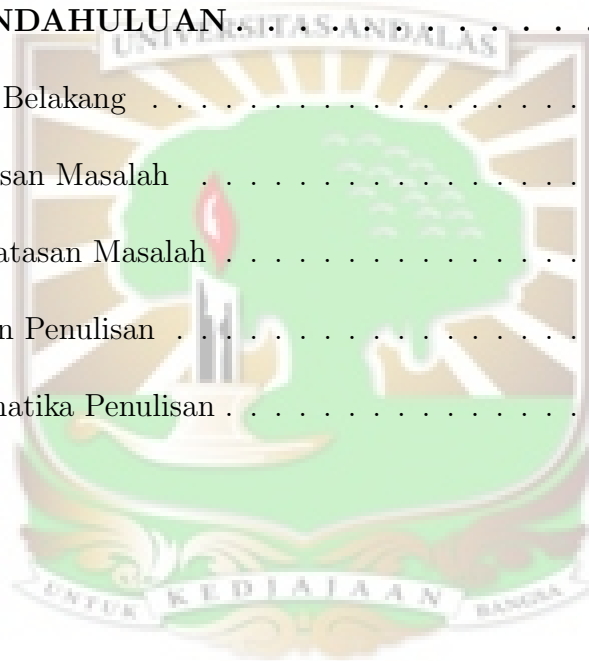 NDAHULUAN . . . . . . . . . . . . . . .
UNIVERSITAS ANDALAS
Belakang . . . . . . . . . . . . . . . . . .
san Masalah . . . . . . . . . . . . . . . .
atasan Masalah . . . . . . . . . . . . . . .
n Penulisan . . . . . . . . . . . . . . . . .
natika Penulisan . . . . . . . . . . . . . . .
UNTUK KEDJAJAAN BANGSA